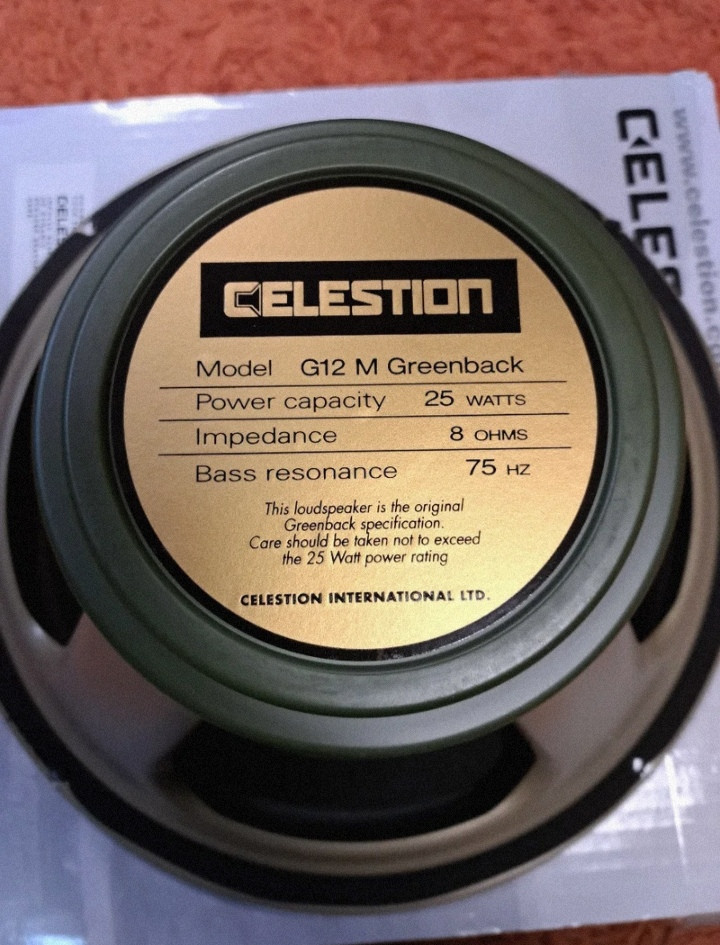 CELESTION
Model G12 M Greenback
Power capacity 25 WATTS
Impedance 8 OHMS
Bass resonance 75 HZ
This loudspeaker is the original
Greenback specification.
Care should be taken not to exceed
the 25 Watt power rating
CELESTION INTERNATIONAL LTD.
CELES
www.celestion.co